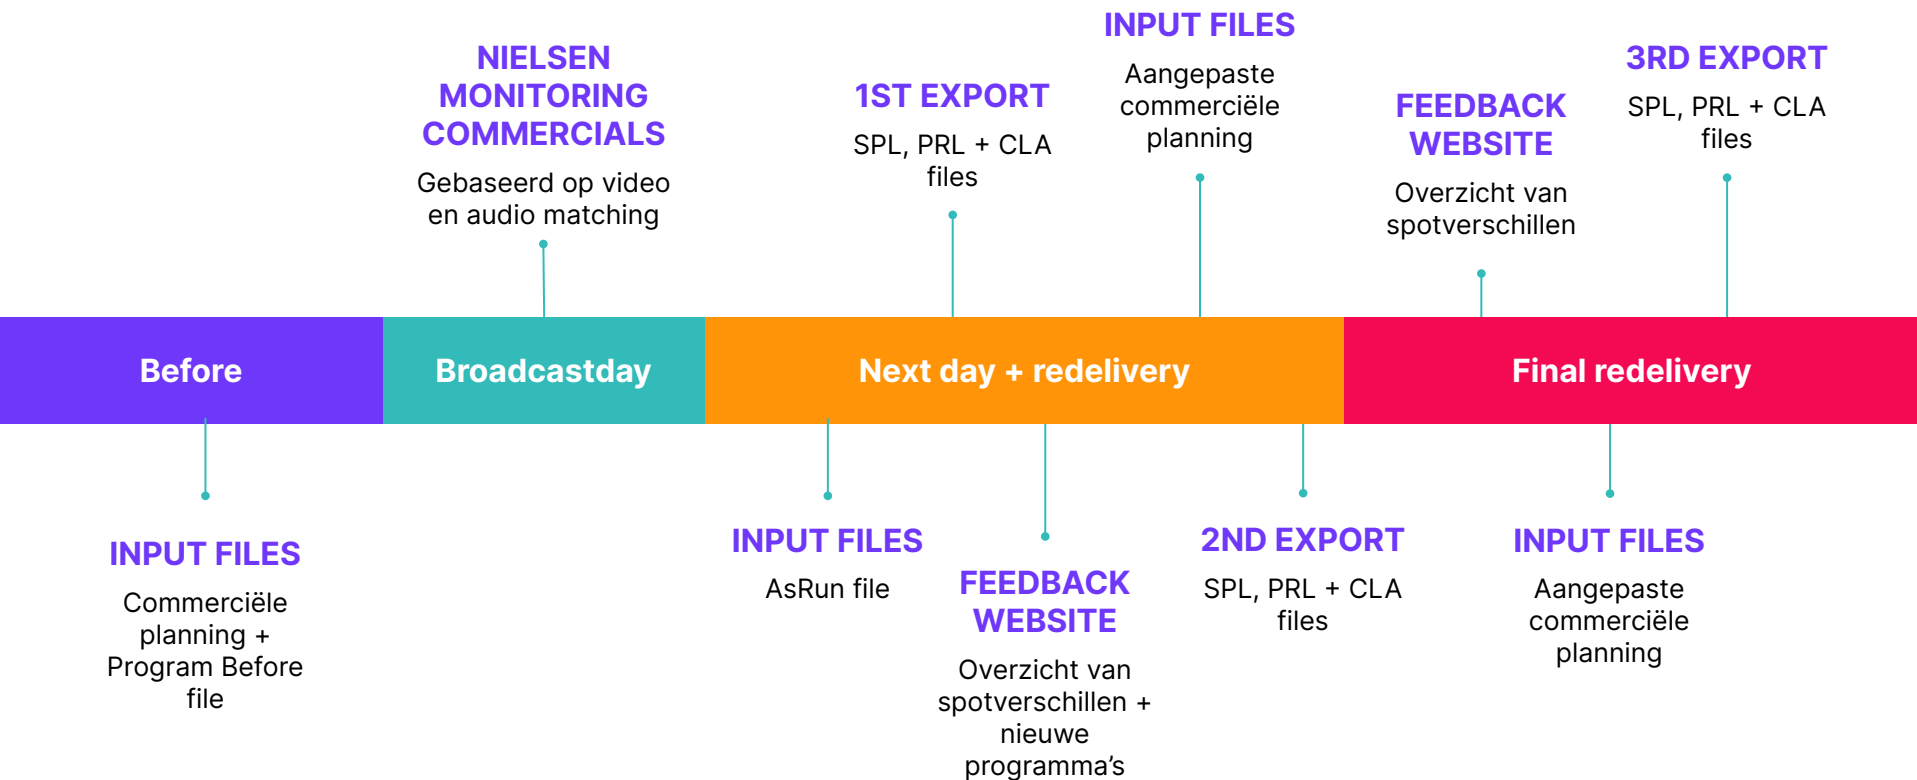 NIELSEN
MONITORING
COMMERCIALS
Gebaseerd op video
en audio matching
1ST EXPORT
SPL, PRL + CLA
files
INPUT FILES
Aangepaste
commerciële
planning
FEEDBACK
WEBSITE
Overzicht van
spotverschillen
3RD EXPORT
SPL, PRL + CLA
files
Before
Broadcastday
Next day + redelivery
Final redelivery
INPUT FILES
Commerciële
planning +
Program Before
file
INPUT FILES
AsRun file
FEEDBACK
WEBSITE
Overzicht van
spotverschillen +
nieuwe
programma’s
2ND EXPORT
SPL, PRL + CLA
files
INPUT FILES
Aangepaste
commerciële
planning